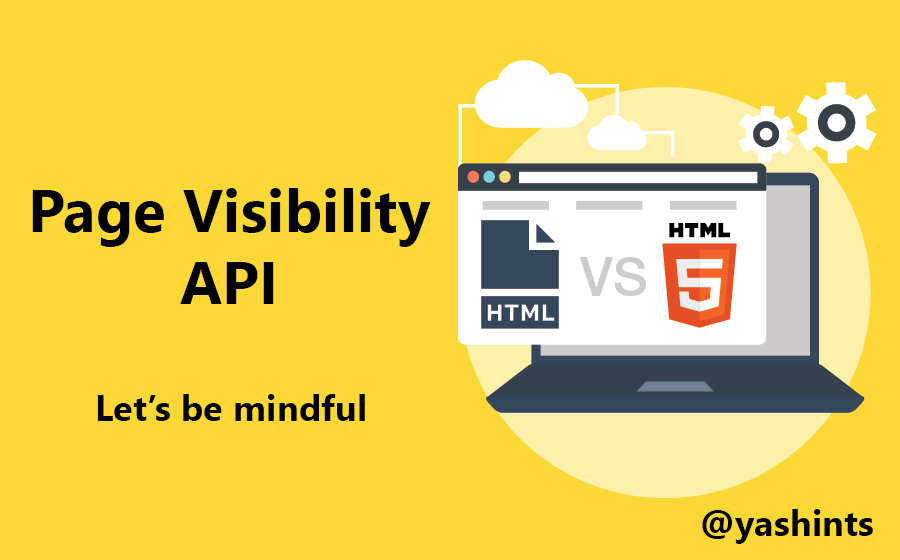 Page Visibility
API
Let’s be mindful
HTML
VS
HTML
5
@yashints